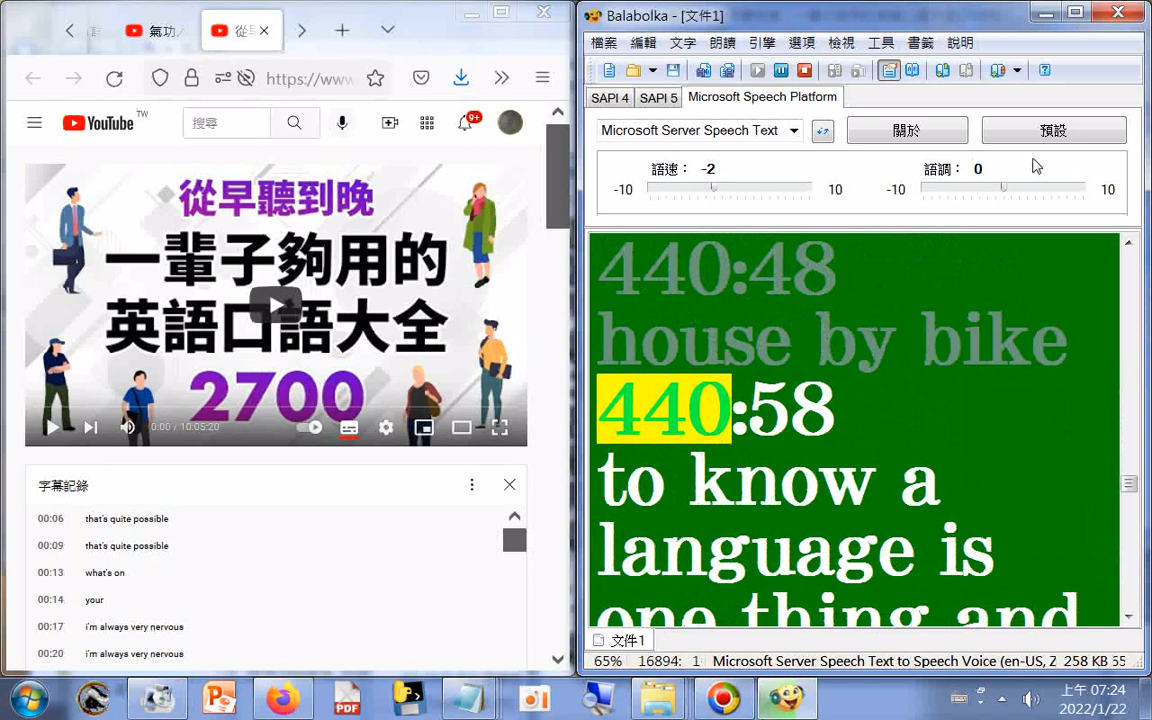 氣功
從
https://www
YouTube
TW
搜尋
9+
從早聽到晚
一輩子夠用的
英語口語大全
2700
0:00 / 10:05:20
字幕記錄
00:06 that's quite possible
00:09 that's quite possible
00:13 what's on
00:14 your
00:17 i'm always very nervous
00:20 i'm always very nervous
Balabolka - [文件1]
檔案 編輯 文字 朗讀 引擎 選項 檢視 工具 書籤 說明
SAPI 4 SAPI 5 Microsoft Speech Platform
Microsoft Server Speech Text 關於 預設
語速： -2 語調： 0
-10 10 -10 10
440:48
house by bike
440:58
to know a
language is
one thing and
文件1
65% 16894: 1 Microsoft Server Speech Text to Speech Voice (en-US, Z 258 KB 55
PDF
上午 07:24
2022/1/22